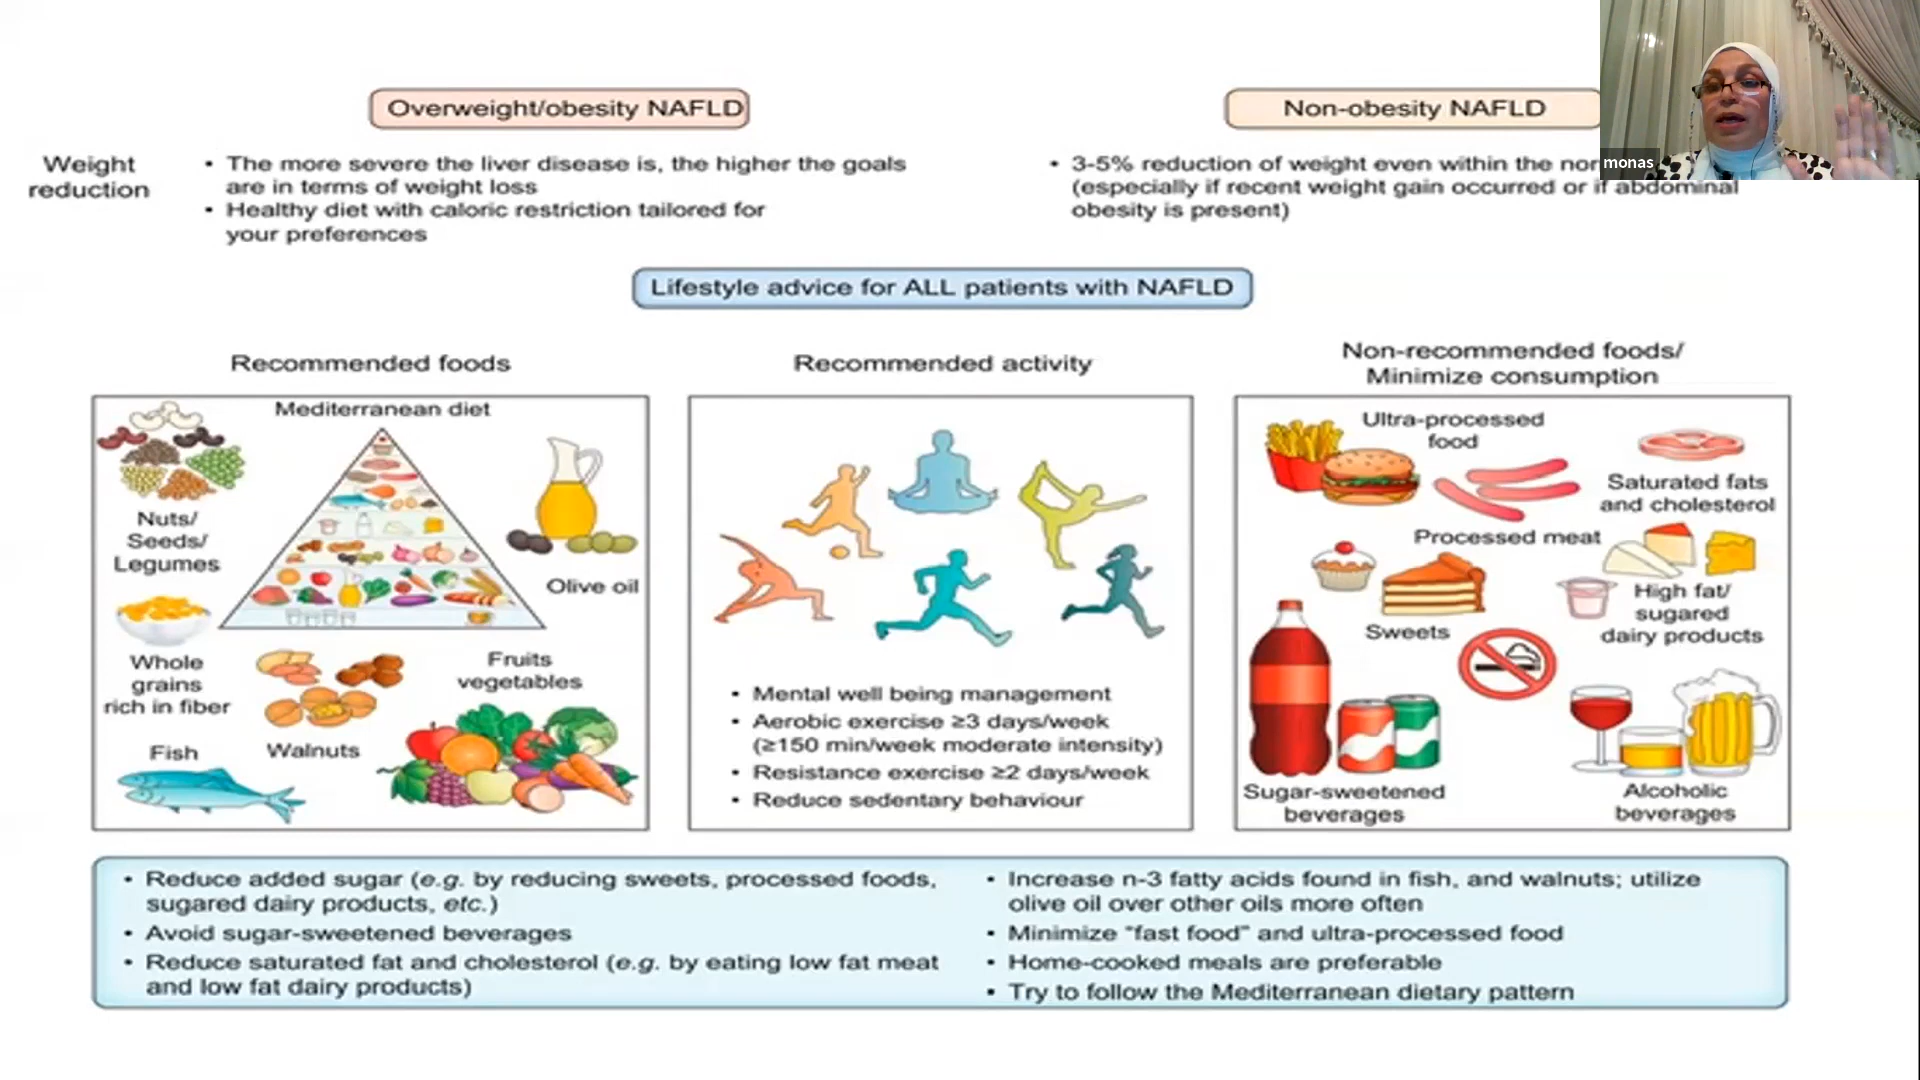 Overweight/obesity NAFLD
Non-obesity NAFLD
Weight
reduction
• The more severe the liver disease is, the higher the goals
are in terms of weight loss
• Healthy diet with caloric restriction tailored for
your preferences
• 3-5% reduction of weight even within the nor
(especially if recent weight gain occurred or if abdominal
obesity is present)
monas
Lifestyle advice for ALL patients with NAFLD
Recommended foods
Mediterranean diet
Nuts/
Seeds/
Legumes
Olive oil
Whole
grains
rich in fiber
Fruits
vegetables
Fish
Walnuts
Recommended activity
• Mental well being management
• Aerobic exercise ≥3 days/week
(≥150 min/week moderate intensity)
• Resistance exercise ≥2 days/week
• Reduce sedentary behaviour
Non-recommended foods/
Minimize consumption
Ultra-processed
food
Saturated fats
and cholesterol
Processed meat
High fat/
sugared
dairy products
Sweets
Sugar-sweetened
beverages
Alcoholic
beverages
• Reduce added sugar (e.g. by reducing sweets, processed foods,
sugared dairy products, etc.)
• Avoid sugar-sweetened beverages
• Reduce saturated fat and cholesterol (e.g. by eating low fat meat
and low fat dairy products)
• Increase n-3 fatty acids found in fish, and walnuts; utilize
olive oil over other oils more often
• Minimize "fast food" and ultra-processed food
• Home-cooked meals are preferable
• Try to follow the Mediterranean dietary pattern